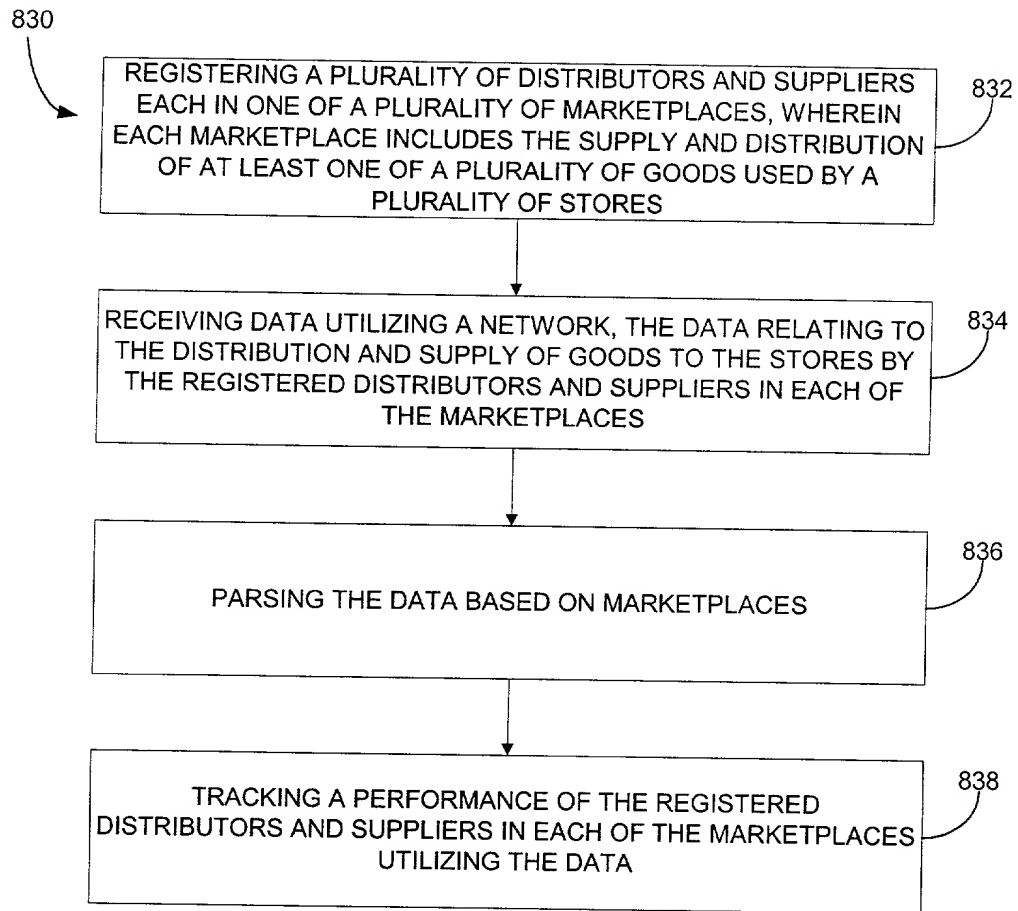 830
REGISTERING A PLURALITY OF DISTRIBUTORS AND SUPPLIERS
EACH IN ONE OF A PLURALITY OF MARKETPLACES, WHEREIN
EACH MARKETPLACE INCLUDES THE SUPPLY AND DISTRIBUTION
OF AT LEAST ONE OF A PLURALITY OF GOODS USED BY A
PLURALITY OF STORES
832
RECEIVING DATA UTILIZING A NETWORK, THE DATA RELATING TO
THE DISTRIBUTION AND SUPPLY OF GOODS TO THE STORES BY
THE REGISTERED DISTRIBUTORS AND SUPPLIERS IN EACH OF
THE MARKETPLACES
834
PARSING THE DATA BASED ON MARKETPLACES
836
TRACKING A PERFORMANCE OF THE REGISTERED
DISTRIBUTORS AND SUPPLIERS IN EACH OF THE MARKETPLACES
UTILIZING THE DATA
838